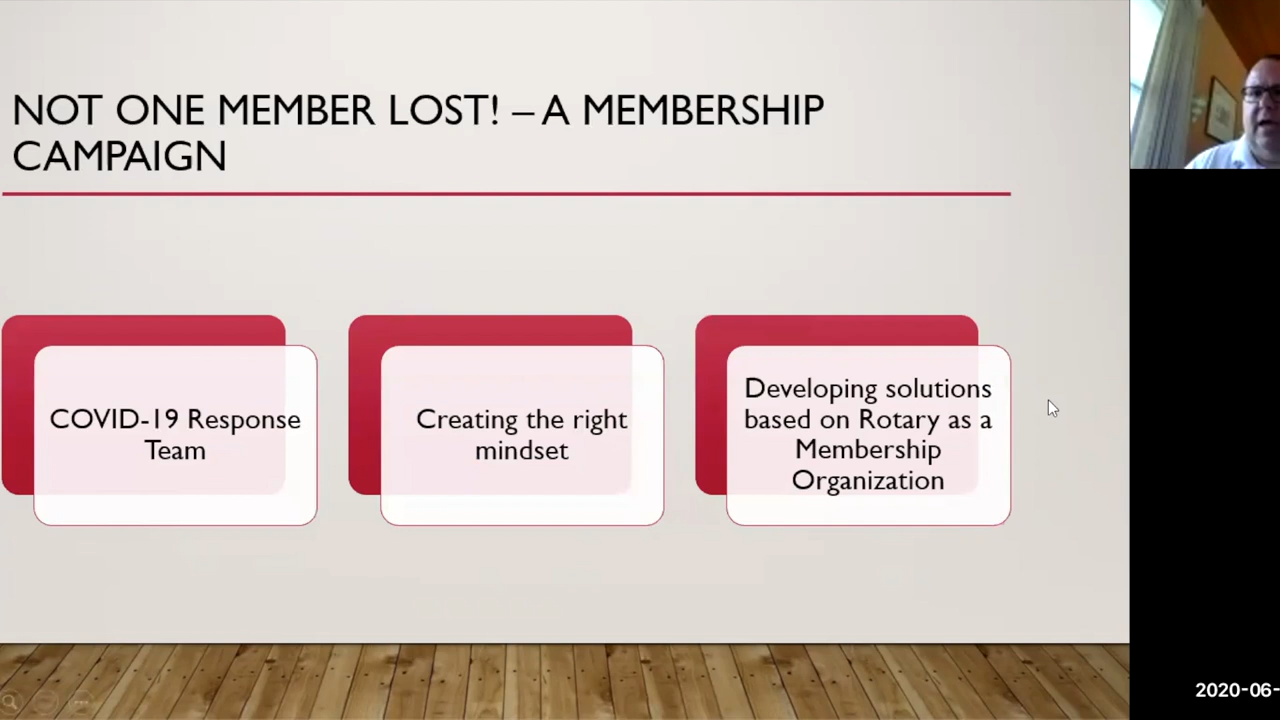 NOT ONE MEMBER LOST! – A MEMBERSHIP
CAMPAIGN
COVID-19 Response
Team
Creating the right
mindset
Developing solutions
based on Rotary as a
Membership
Organization
2020-06-